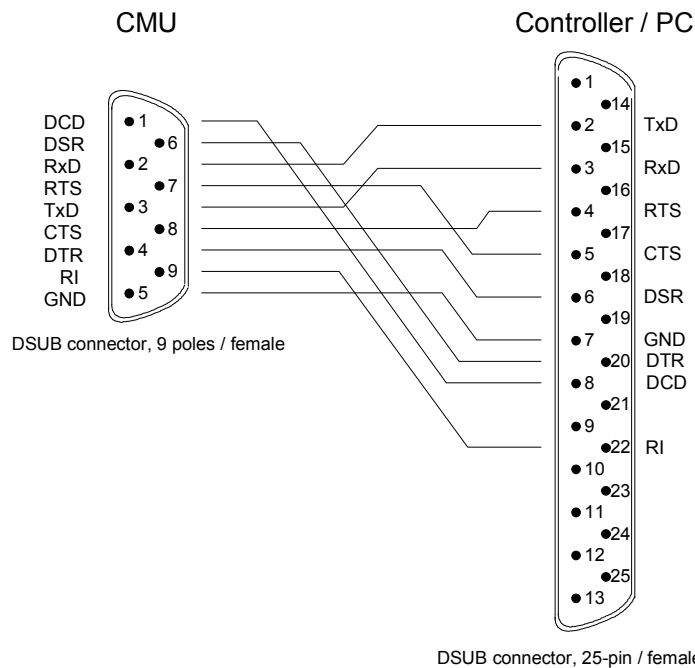 CMU
Controller / PC
DCD
DSR
RxD
RTS
TxD
CTS
DTR
RI
GND
1
6
2
7
3
8
4
9
5
DSUB connector, 9 poles / female
1
14
2 TxD
15
3 RxD
16
4 RTS
17
5 CTS
18
6 DSR
19
7 GND
20 DTR
8 DCD
21
9
22 RI
10
23
11
24
12
25
13
DSUB connector, 25-pin / female